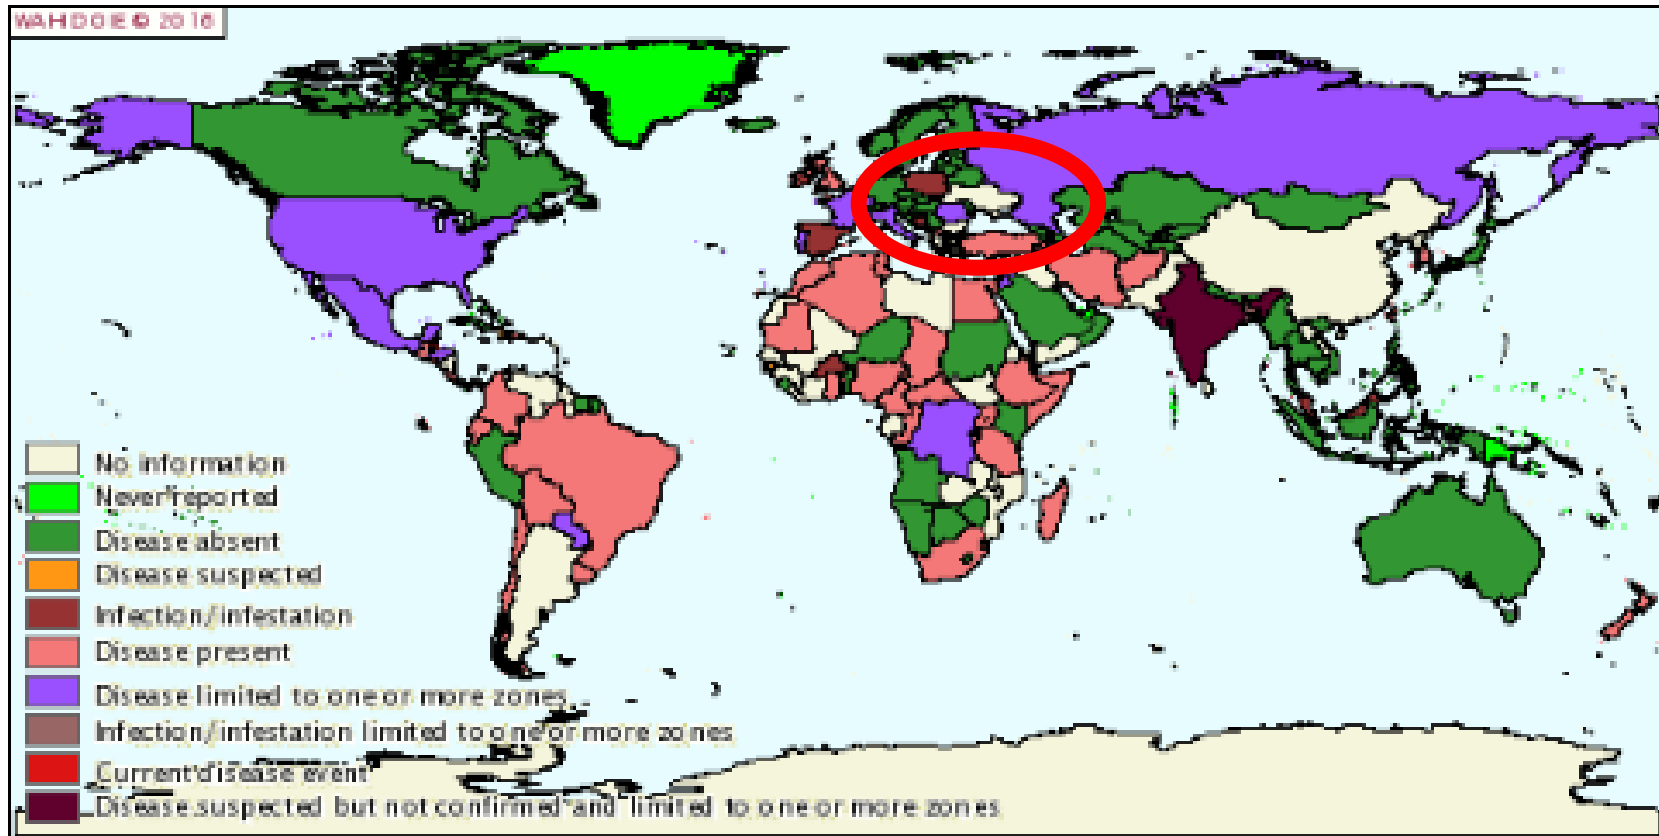 WAHID OIE © 2016
No information
Never reported
Disease absent
Disease suspected
Infection/infestation
Disease present
Disease limited to one or more zones
Infection/infestation limited to one or more zones
Current disease event
Disease suspected but not confirmed and limited to one or more zones